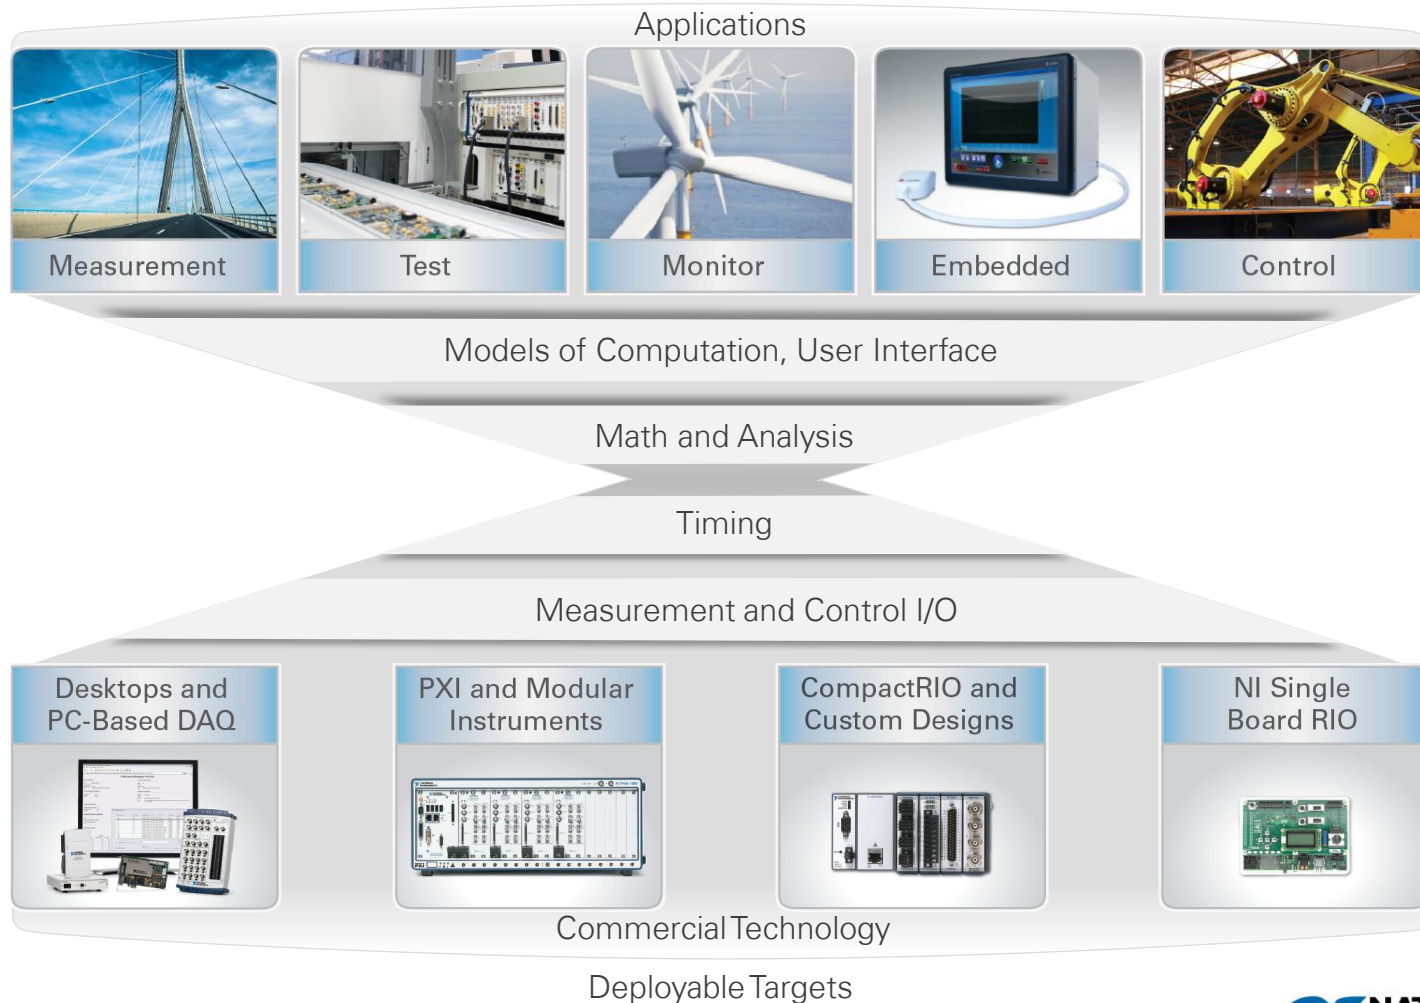 Applications
Measurement
Test
Monitor
Embedded
Control
Models of Computation, User Interface
Math and Analysis
Timing
Measurement and Control I/O
Desktops and
PC-Based DAQ
PXI and Modular
Instruments
CompactRIO and
Custom Designs
NI Single
Board RIO
PXI
Commercial Technology
Deployable Targets